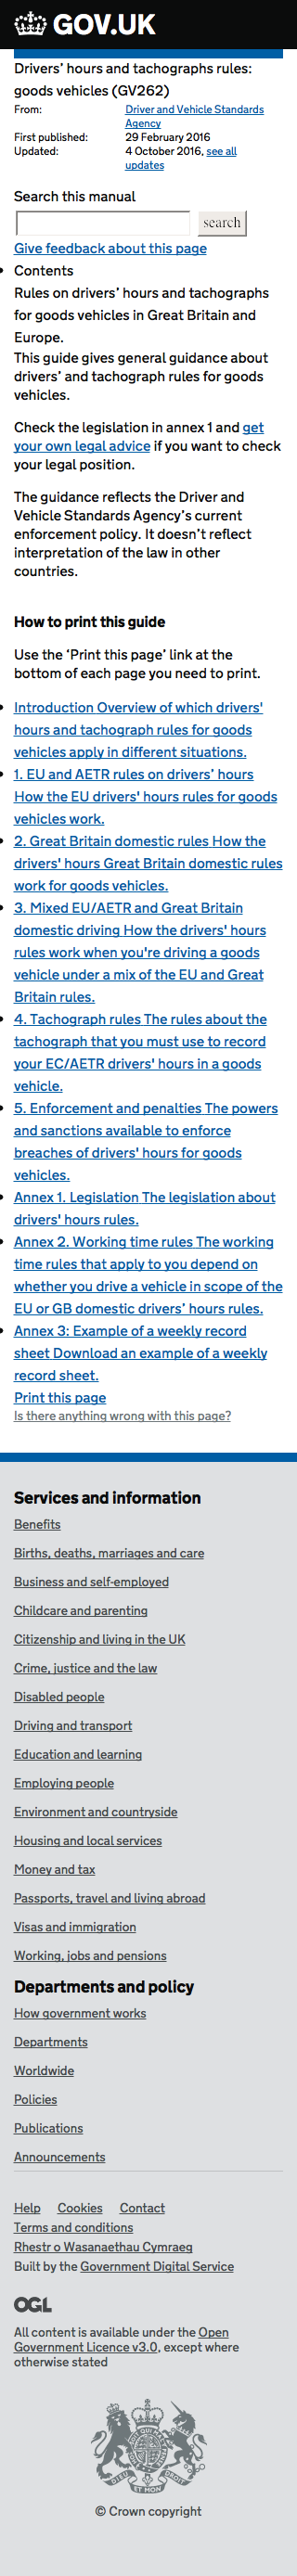 GOV.UK
Drivers’ hours and tachographs rules:
goods vehicles (GV262)
From: Driver and Vehicle Standards
Agency
First published: 29 February 2016
Updated: 4 October 2016, see all
updates
Search this manual
search
Give feedback about this page
Contents
Rules on drivers’ hours and tachographs
for goods vehicles in Great Britain and
Europe.
This guide gives general guidance about
drivers’ and tachograph rules for goods
vehicles.
Check the legislation in annex 1 and get
your own legal advice if you want to check
your legal position.
The guidance reflects the Driver and
Vehicle Standards Agency’s current
enforcement policy. It doesn’t reflect
interpretation of the law in other
countries.
How to print this guide
Use the ‘Print this page’ link at the
bottom of each page you need to print.
Introduction Overview of which drivers'
hours and tachograph rules for goods
vehicles apply in different situations.
1. EU and AETR rules on drivers’ hours
How the EU drivers' hours rules for goods
vehicles work.
2. Great Britain domestic rules How the
drivers' hours Great Britain domestic rules
work for goods vehicles.
3. Mixed EU/AETR and Great Britain
domestic driving How the drivers' hours
rules work when you're driving a goods
vehicle under a mix of the EU and Great
Britain rules.
4. Tachograph rules The rules about the
tachograph that you must use to record
your EC/AETR drivers' hours in a goods
vehicle.
5. Enforcement and penalties The powers
and sanctions available to enforce
breaches of drivers' hours for goods
vehicles.
Annex 1. Legislation The legislation about
drivers' hours rules.
Annex 2. Working time rules The working
time rules that apply to you depend on
whether you drive a vehicle in scope of the
EU or GB domestic drivers’ hours rules.
Annex 3: Example of a weekly record
sheet Download an example of a weekly
record sheet.
Print this page
Is there anything wrong with this page?
Services and information
Benefits
Births, deaths, marriages and care
Business and self-employed
Childcare and parenting
Citizenship and living in the UK
Crime, justice and the law
Disabled people
Driving and transport
Education and learning
Employing people
Environment and countryside
Housing and local services
Money and tax
Passports, travel and living abroad
Visas and immigration
Working, jobs and pensions
Departments and policy
How government works
Departments
Worldwide
Policies
Publications
Announcements
Help Cookies Contact
Terms and conditions
Rhestr o Wasanaethau Cymraeg
Built by the Government Digital Service
OGL
All content is available under the Open
Government Licence v3.0, except where
otherwise stated
© Crown copyright